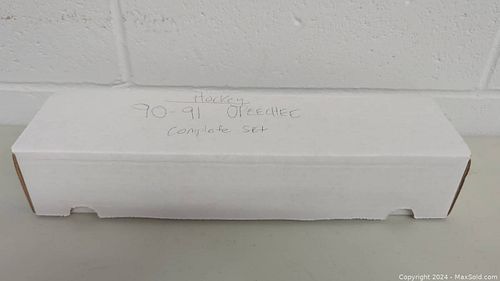 Hockey
90-91 OPEECHEE
Complete Set
Copyright © 2024 - MaxSold.com